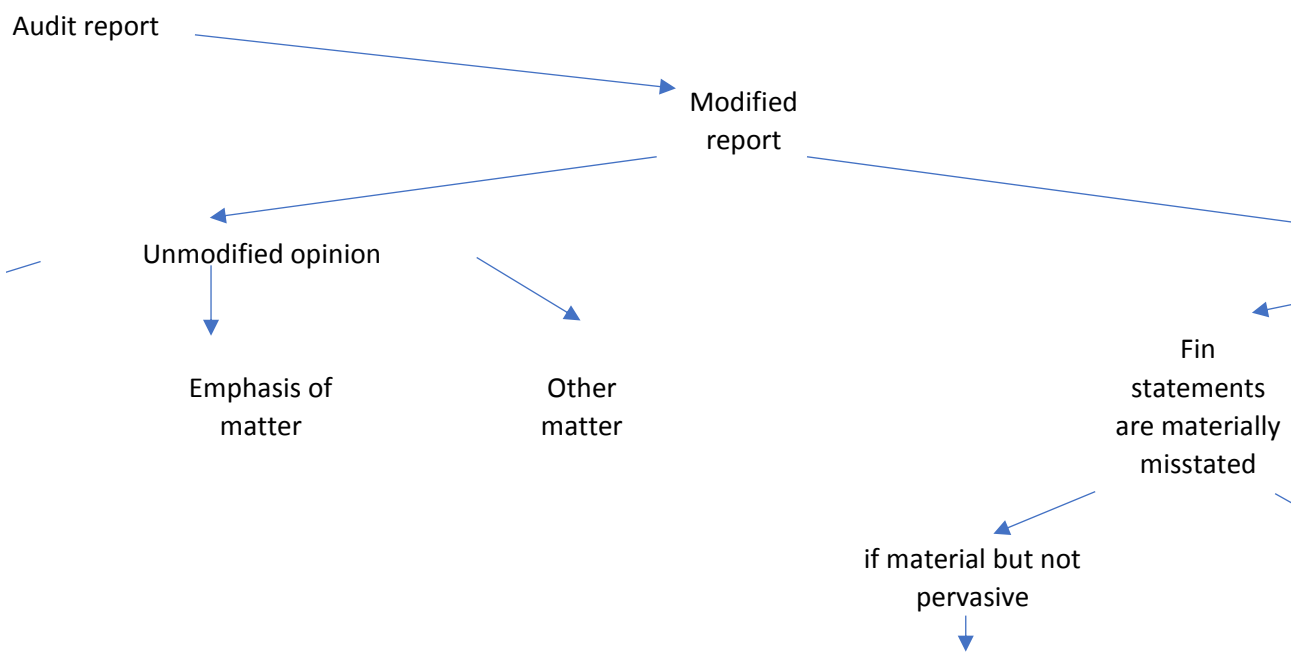 Audit report
Modified
report
Unmodified opinion
Emphasis of
matter
Other
matter
Fin
statements
are materially
misstated
if material but not
pervasive